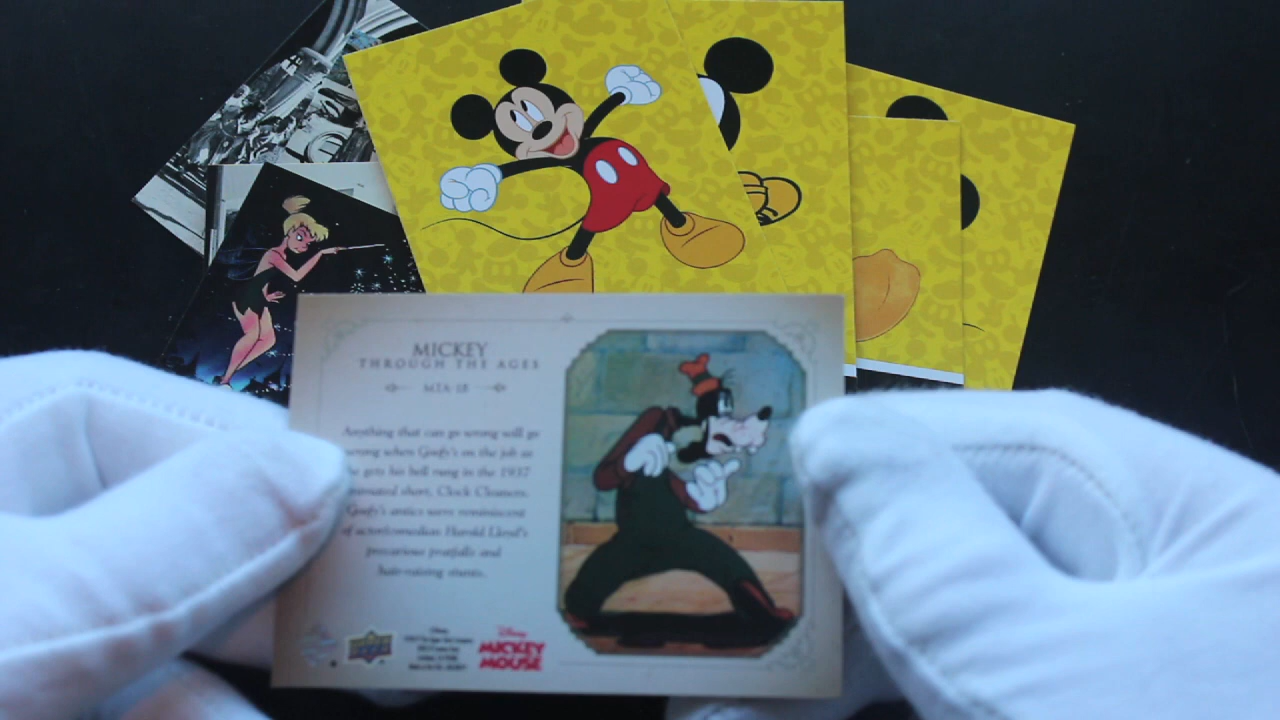 MICKEY
THROUGH THE AGES
Anything that can go wrong will go
wrong when Goofy's on the job as
he gets his bell rung in the 1937
animated short, Clock Cleaners.
Goofy's antics were reminiscent
of actor/comedian Harold Lloyd's
precarious pratfalls and
hair-raising stunts.
Disney
MICKEY
MOUSE